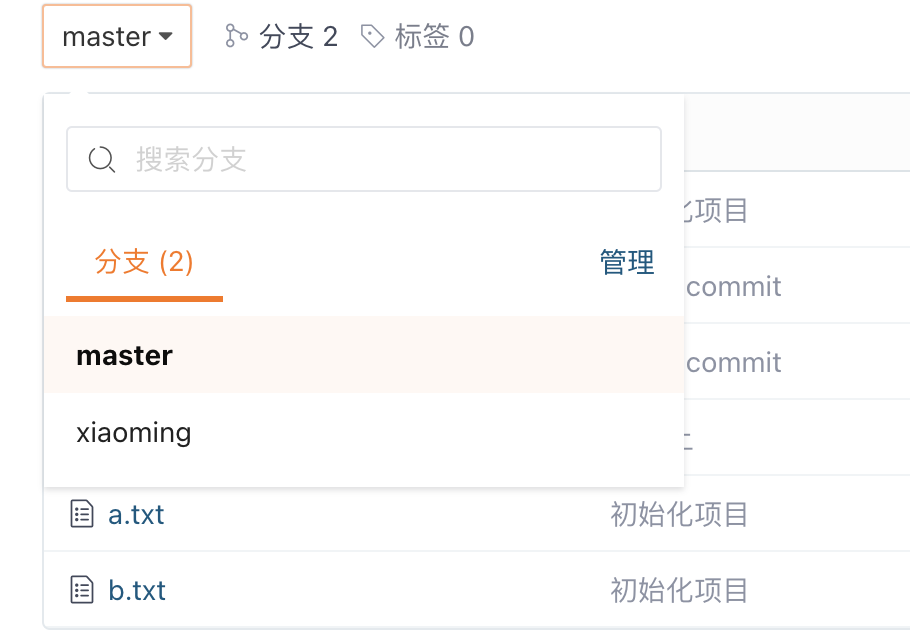 master 分支 2 标签 0
搜索分支
化项目
分支 (2) 管理
commit
master
commit
xiaoming
a.txt 初始化项目
b.txt 初始化项目